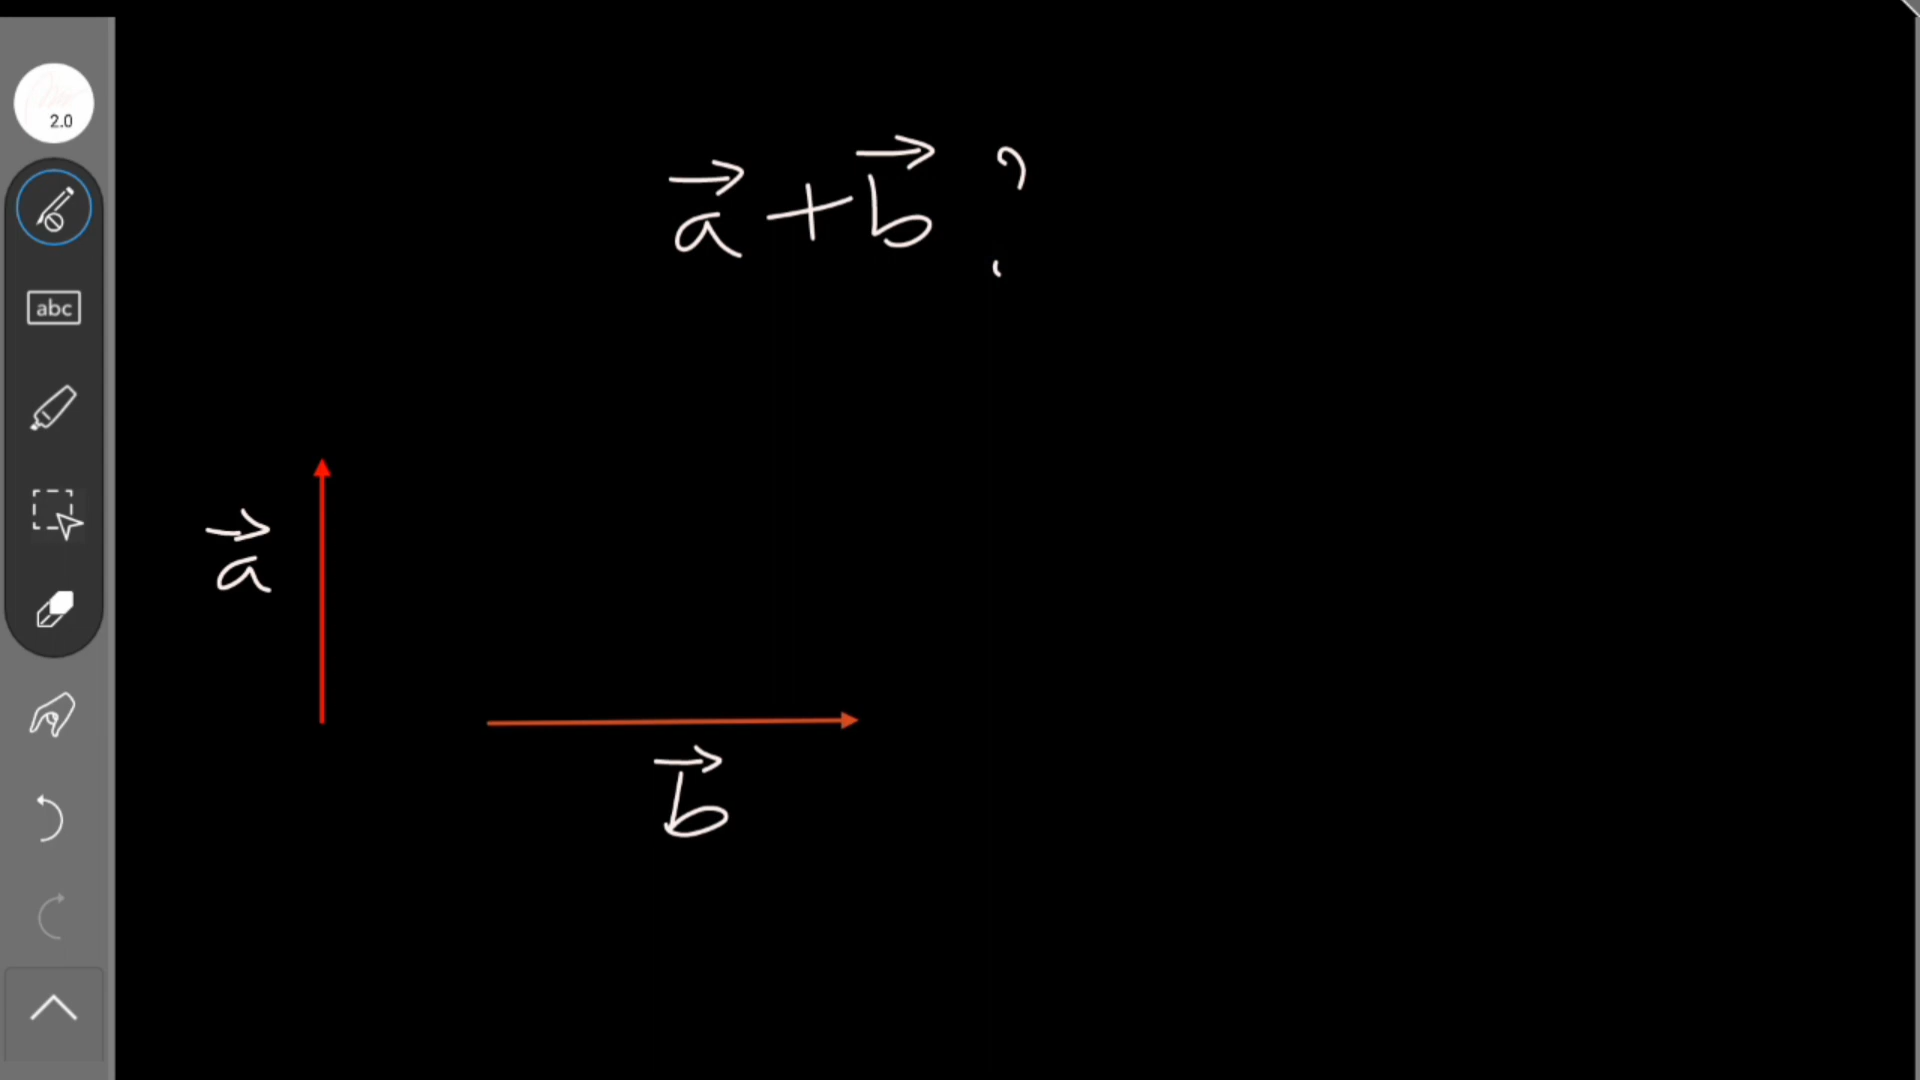 2.0
abc
a⃗ + b⃗ ?
a⃗
b⃗